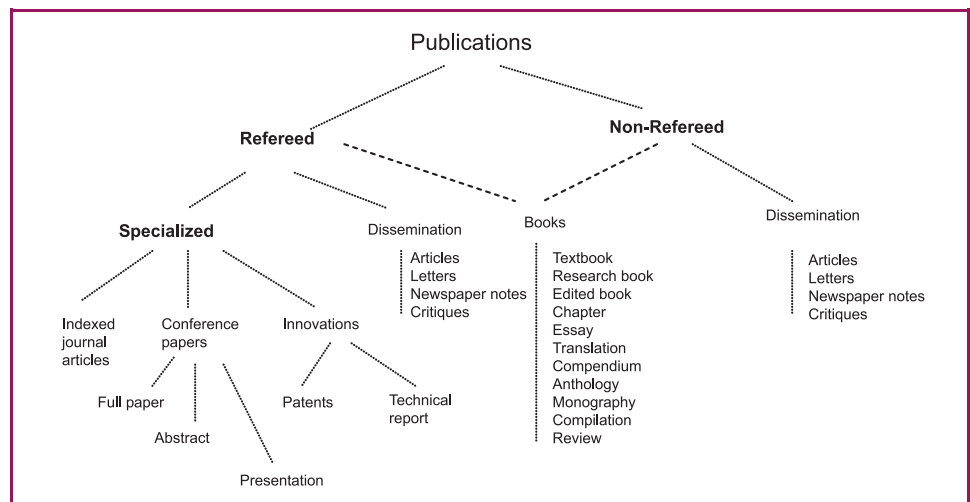 Publications
Refereed
Non-Refereed
Specialized
Dissemination
Books
Dissemination
Indexed
journal
articles
Conference
papers
Innovations
Full paper
Abstract
Presentation
Patents
Technical
report
Articles
Letters
Newspaper notes
Critiques
Textbook
Research book
Edited book
Chapter
Essay
Translation
Compendium
Anthology
Monography
Compilation
Review
Articles
Letters
Newspaper notes
Critiques